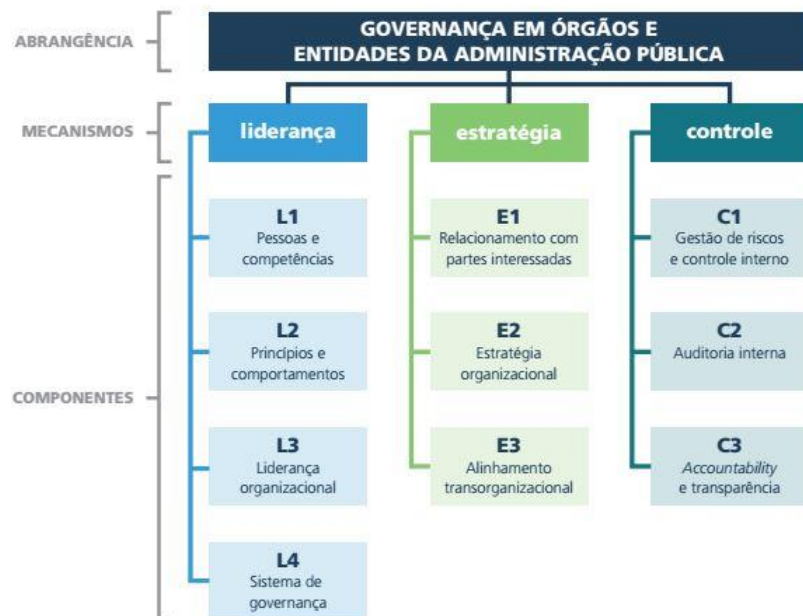 ABRANGÊNCIA
GOVERNANÇA EM ÓRGÃOS E
ENTIDADES DA ADMINISTRAÇÃO PÚBLICA
MECANISMOS
liderança
estratégia
controle
COMPONENTES
L1
Pessoas e
competências
E1
Relacionamento com
partes interessadas
C1
Gestão de riscos
e controle interno
L2
Princípios e
comportamentos
E2
Estratégia
organizacional
C2
Auditoria interna
L3
Liderança
organizacional
E3
Alinhamento
transorganizacional
C3
Accountability
e transparência
L4
Sistema de
governança